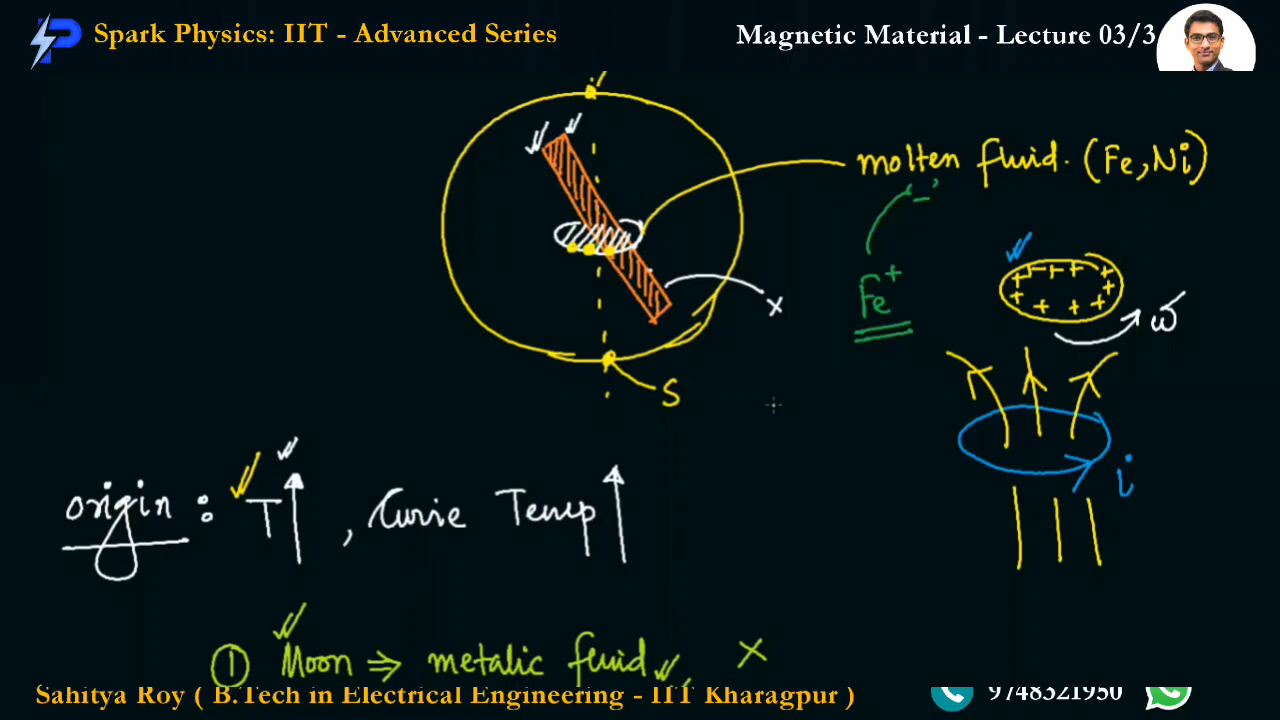 Spark Physics: IIT - Advanced Series
Magnetic Material - Lecture 03/3
molten fluid. (Fe, Ni)
Fe⁺
+ + + + + + + + +
ω
x
S
i
origin : T↑, Curie Temp↑
① Moon ⇒ metalic fluid, ×
Sahitya Roy ( B.Tech in Electrical Engineering - IIT Kharagpur )
9748321950